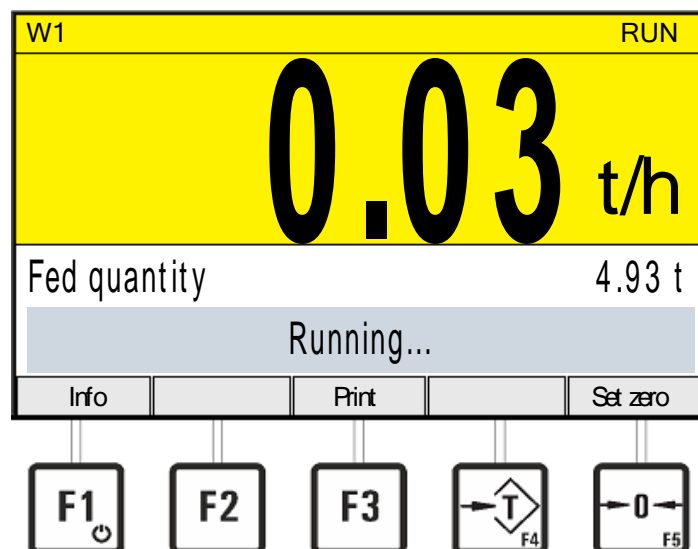 W1 RUN
0.03 t/h
Fed quantity 4.93 t
Running...
Info Print Set zero
F1 F2 F3 T F4 0 F5